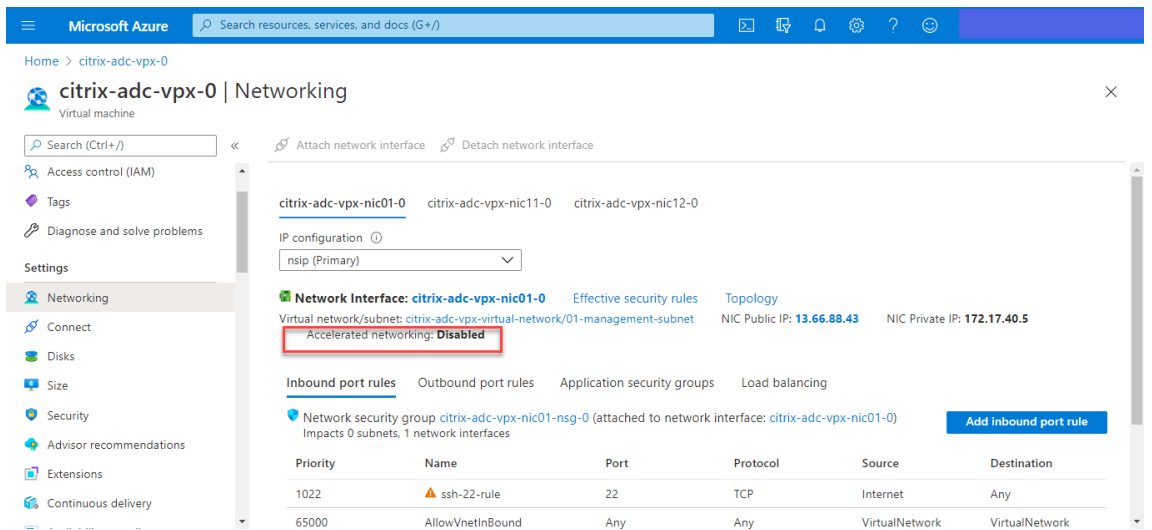 Microsoft Azure
Search resources, services, and docs (G+/)
Home > citrix-adc-vpx-0
citrix-adc-vpx-0 | Networking
Virtual machine
Search (Ctrl+/)
«
Attach network interface
Detach network interface
Access control (IAM)
Tags
Diagnose and solve problems
Settings
Networking
Connect
Disks
Size
Security
Advisor recommendations
Extensions
Continuous delivery
citrix-adc-vpx-nic01-0 citrix-adc-vpx-nic11-0 citrix-adc-vpx-nic12-0
IP configuration
nsip (Primary)
Network Interface: citrix-adc-vpx-nic01-0 Effective security rules Topology
Virtual network/subnet: citrix-adc-vpx-virtual-network/01-management-subnet NIC Public IP: 13.66.88.43 NIC Private IP: 172.17.40.5
Accelerated networking: Disabled
Inbound port rules Outbound port rules Application security groups Load balancing
Network security group citrix-adc-vpx-nic01-nsg-0 (attached to network interface: citrix-adc-vpx-nic01-0)
Impacts 0 subnets, 1 network interfaces
Add inbound port rule
Priority Name Port Protocol Source Destination
1022 ssh-22-rule 22 TCP Internet Any
65000 AllowVnetInBound Any Any VirtualNetwork VirtualNetwork